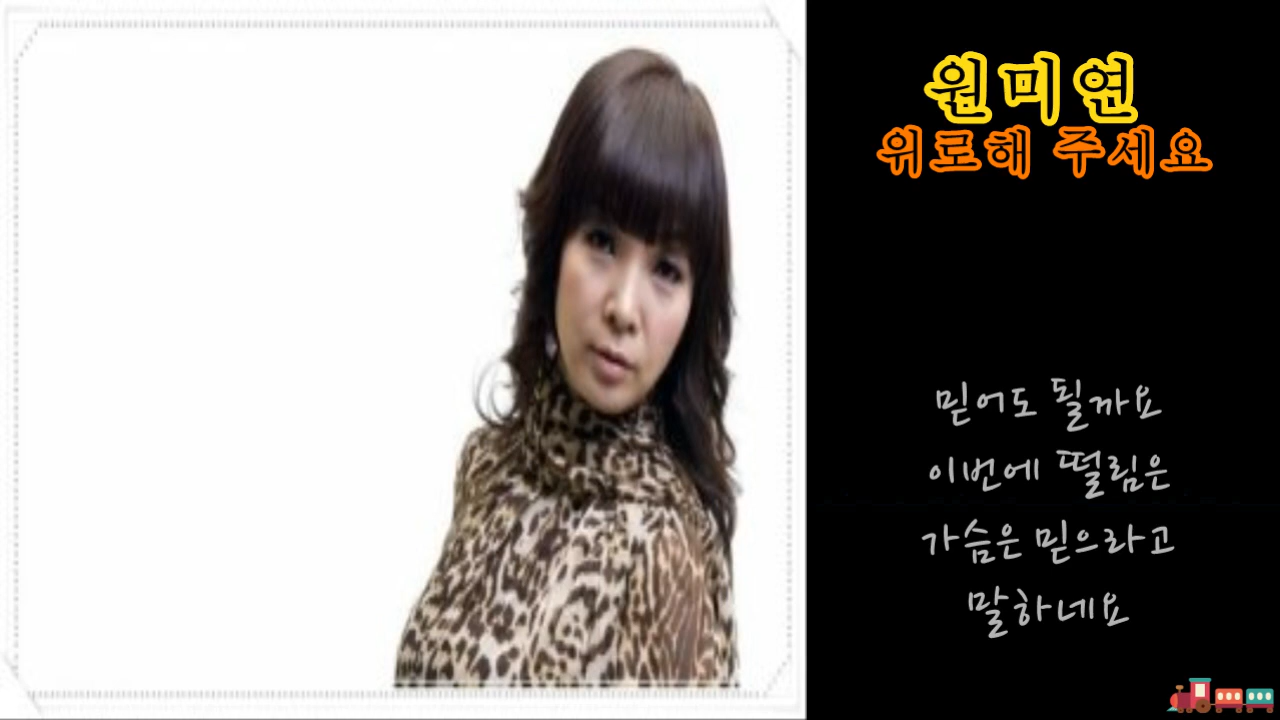 원미연
위로해 주세요
믿어도 될까요
이번에 떨림은
가슴은 믿으라고
말하네요